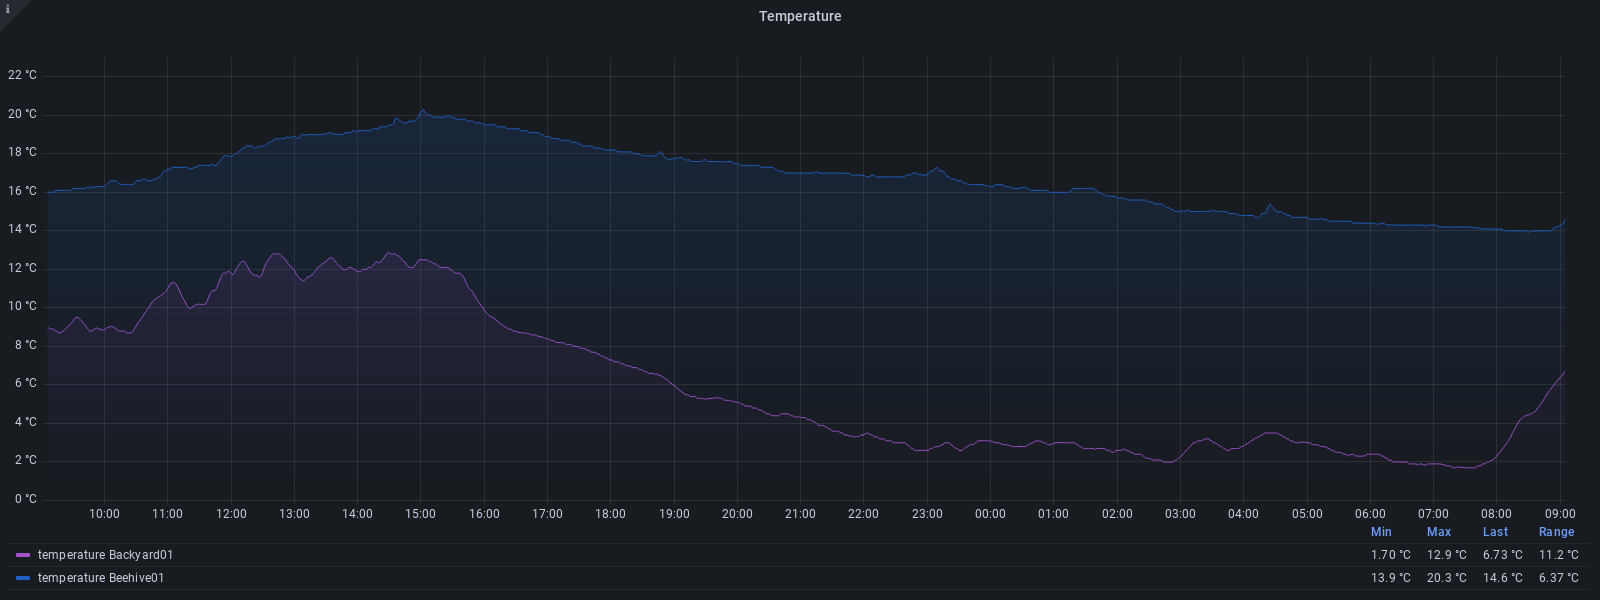 i
Temperature
22 °C
20 °C
18 °C
16 °C
14 °C
12 °C
10 °C
8 °C
6 °C
4 °C
2 °C
0 °C
10:00 11:00 12:00 13:00 14:00 15:00 16:00 17:00 18:00 19:00 20:00 21:00 22:00 23:00 00:00 01:00 02:00 03:00 04:00 05:00 06:00 07:00 08:00 09:00
Min Max Last Range
temperature Backyard01 1.70 °C 12.9 °C 6.73 °C 11.2 °C
temperature Beehive01 13.9 °C 20.3 °C 14.6 °C 6.37 °C